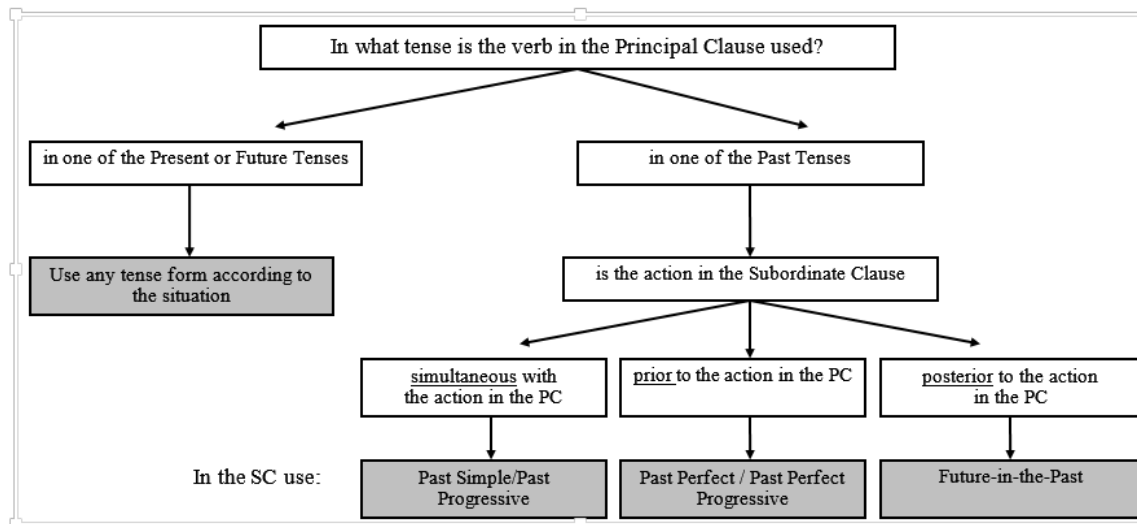 In what tense is the verb in the Principal Clause used?
in one of the Present or Future Tenses
in one of the Past Tenses
Use any tense form according to
the situation
is the action in the Subordinate Clause
simultaneous with
the action in the PC
prior to the action in the PC
posterior to the action
in the PC
In the SC use:
Past Simple/Past
Progressive
Past Perfect / Past Perfect
Progressive
Future-in-the-Past